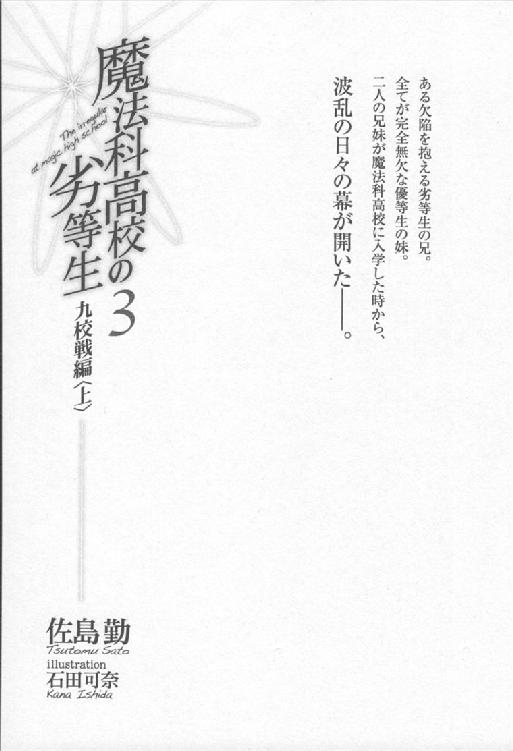 ある欠陥を抱える劣等生の兄。
全てが完全無欠な優等生の妹。
二人の兄妹が魔法科高校に入学した時から、
波乱の日々の幕が開いた――。
魔法科高校の
劣等生
3
The irregular
at magic high school
九校戦編〈上〉
佐島 勤
Tsutomu Sato
illustration
石田可奈
Kana Ishida